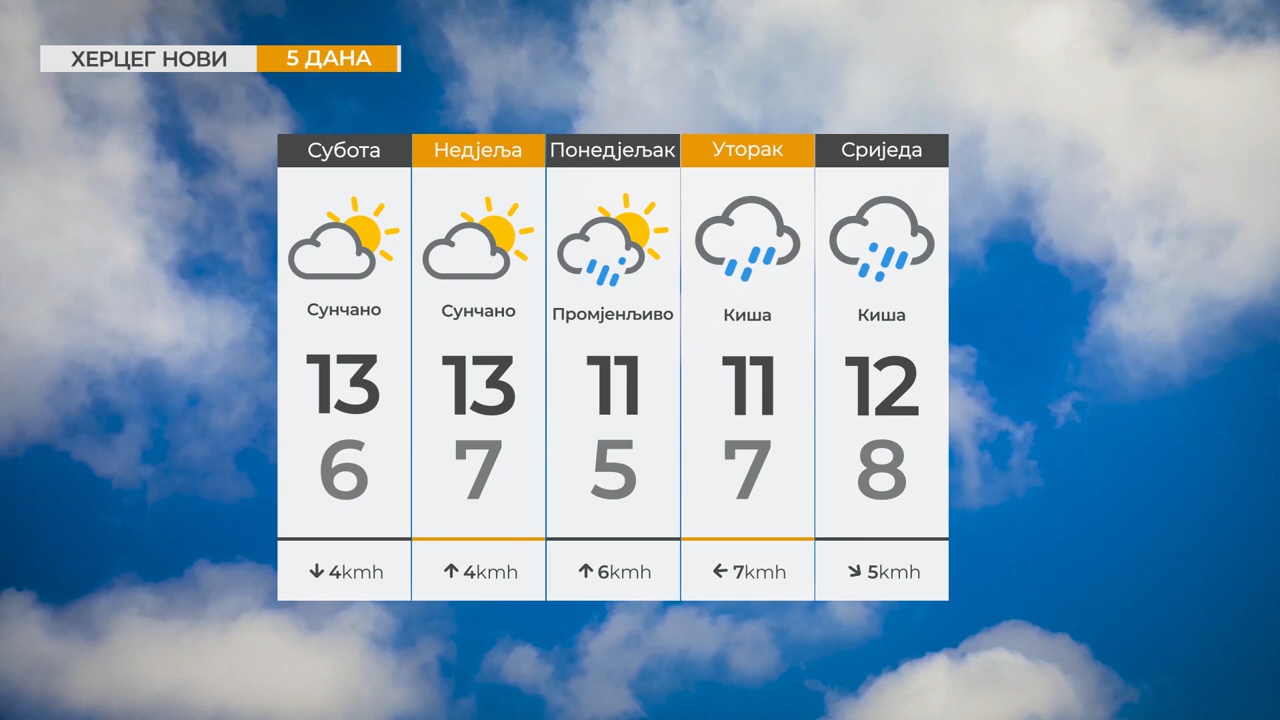 ХЕРЦЕГ НОВИ 5 ДАНА
Субота Недјеља Понедјељак Уторак Сриједа
Сунчано Сунчано Промјенљиво Киша Киша
13 13 11 11 12
6 7 5 7 8
4kmh 4kmh 6kmh 7kmh 5kmh